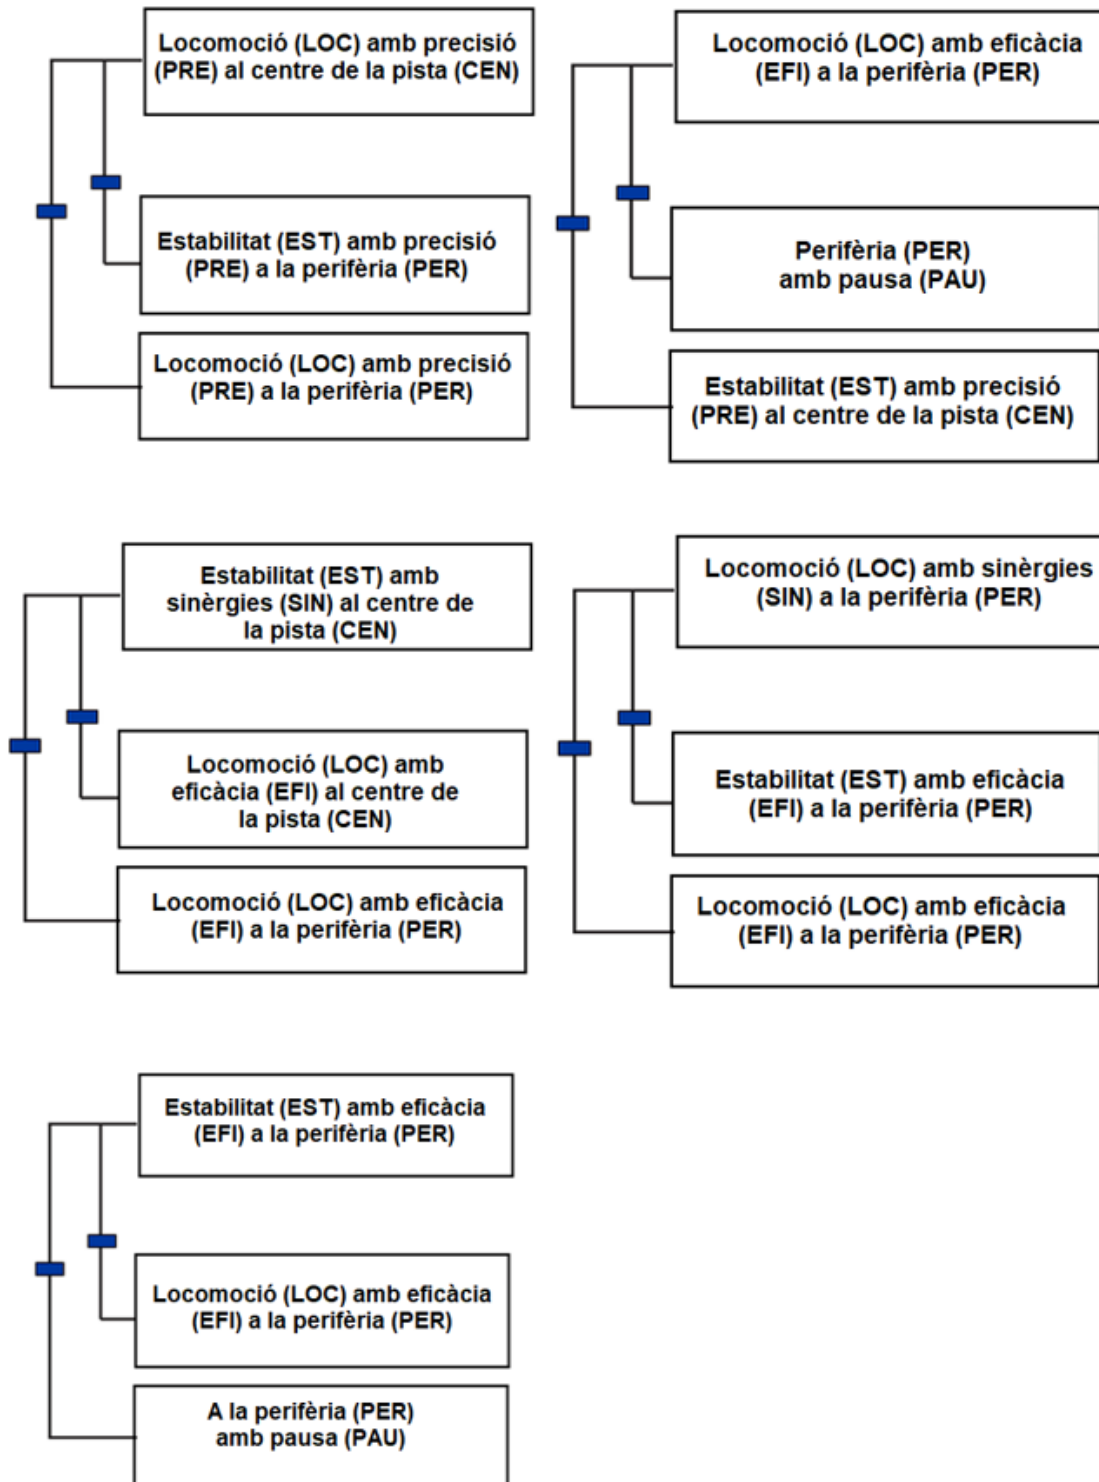 Locomoció (LOC) amb precisió
(PRE) al centre de la pista (CEN)
Estabilitat (EST) amb precisió
(PRE) a la perifèria (PER)
Locomoció (LOC) amb precisió
(PRE) a la perifèria (PER)
Locomoció (LOC) amb eficàcia
(EFI) a la perifèria (PER)
Perifèria (PER)
amb pausa (PAU)
Estabilitat (EST) amb precisió
(PRE) al centre de la pista (CEN)
Estabilitat (EST) amb
sinèrgies (SIN) al centre de
la pista (CEN)
Locomoció (LOC) amb
eficàcia (EFI) al centre de
la pista (CEN)
Locomoció (LOC) amb eficàcia
(EFI) a la perifèria (PER)
Locomoció (LOC) amb sinèrgies
(SIN) a la perifèria (PER)
Estabilitat (EST) amb eficàcia
(EFI) a la perifèria (PER)
Locomoció (LOC) amb eficàcia
(EFI) a la perifèria (PER)
Estabilitat (EST) amb eficàcia
(EFI) a la perifèria (PER)
Locomoció (LOC) amb eficàcia
(EFI) a la perifèria (PER)
A la perifèria (PER)
amb pausa (PAU)